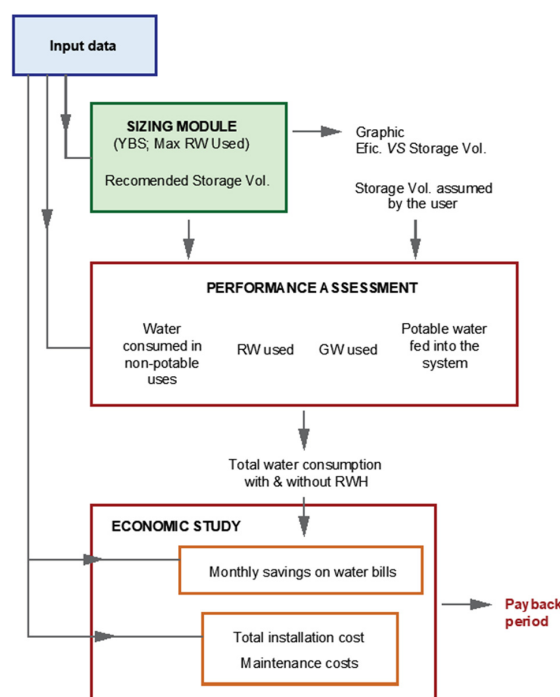 Input data
SIZING MODULE
(YBS; Max RW Used)
Recomended Storage Vol.
Graphic
Efic. VS Storage Vol.
Storage Vol. assumed
by the user
PERFORMANCE ASSESSMENT
Water
consumed in
non-potable
uses
RW used
GW used
Potable water
fed into the
system
Total water consumption
with & without RWH
ECONOMIC STUDY
Monthly savings on water bills
Total installation cost
Maintenance costs
Payback
period